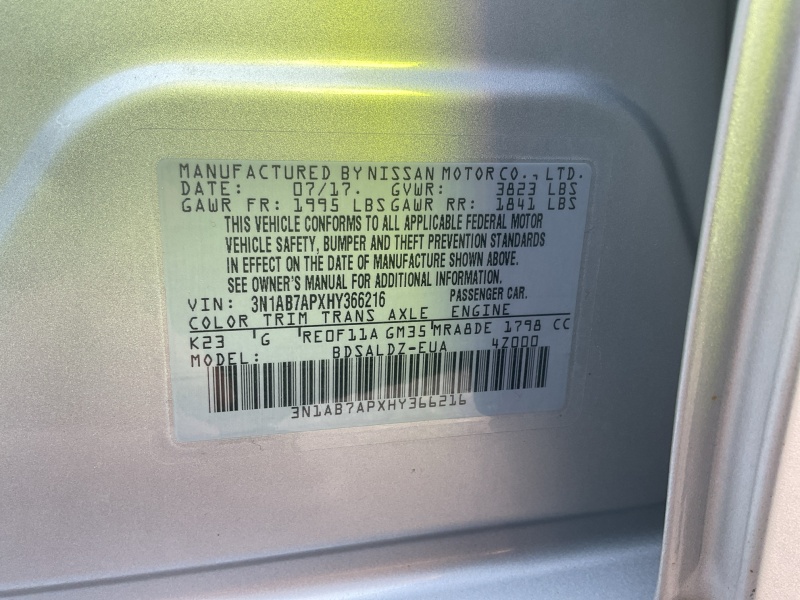 MANUFACTURED BY NISSAN MOTOR CO., LTD.
DATE: 07/17. GVWR: 3823 LBS
GAWR FR: 1995 LBS GAWR RR: 1841 LBS
THIS VEHICLE CONFORMS TO ALL APPLICABLE FEDERAL MOTOR
VEHICLE SAFETY, BUMPER AND THEFT PREVENTION STANDARDS
IN EFFECT ON THE DATE OF MANUFACTURE SHOWN ABOVE.
SEE OWNER'S MANUAL FOR ADDITIONAL INFORMATION.
VIN: 3N1AB7APXHY366216 PASSENGER CAR.
COLOR TRIM TRANS AXLE ENGINE
K23 G RE0F11A GM35 MRA8DE 1798 CC
MODEL: BDSALDZ-EUA 4Z000
3N1AB7APXHY366216